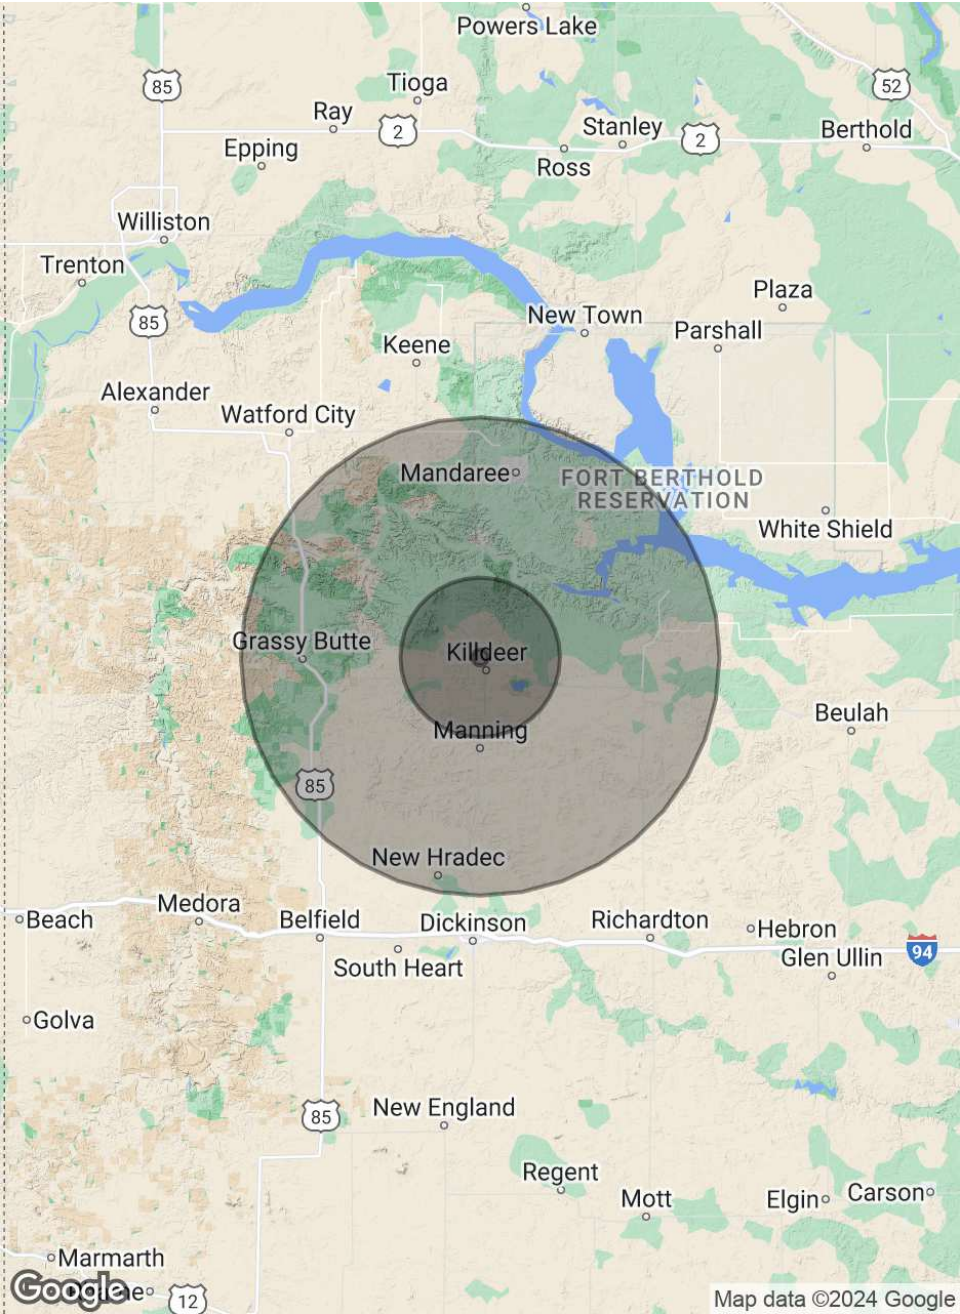 Powers Lake
Tioga
85
52
Ray
2
Stanley
2
Berthold
Epping
Ross
Williston
Trenton
Plaza
85
New Town
Parshall
Keene
Alexander
Watford City
Mandaree
FORT BERTHOLD
RESERVATION
White Shield
Grassy Butte
Killdeer
Beulah
Manning
85
New Hradec
Medora
Beach
Belfield
Dickinson
Richardton
Hebron
94
Glen Ullin
South Heart
Golva
New England
85
Regent
Mott
Elgin
Carson
Marmarth
Google
12
Map data ©2024 Google